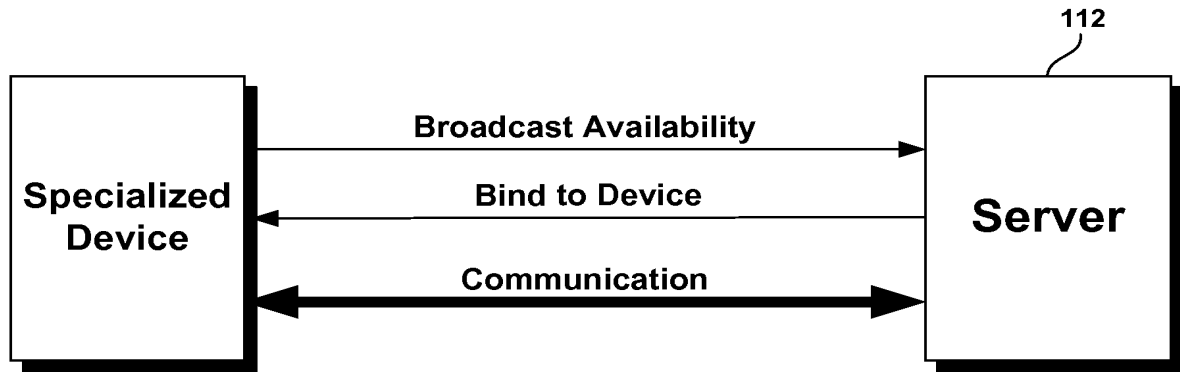 112
Broadcast Availability
Specialized
Device
Bind to Device
Server
Communication